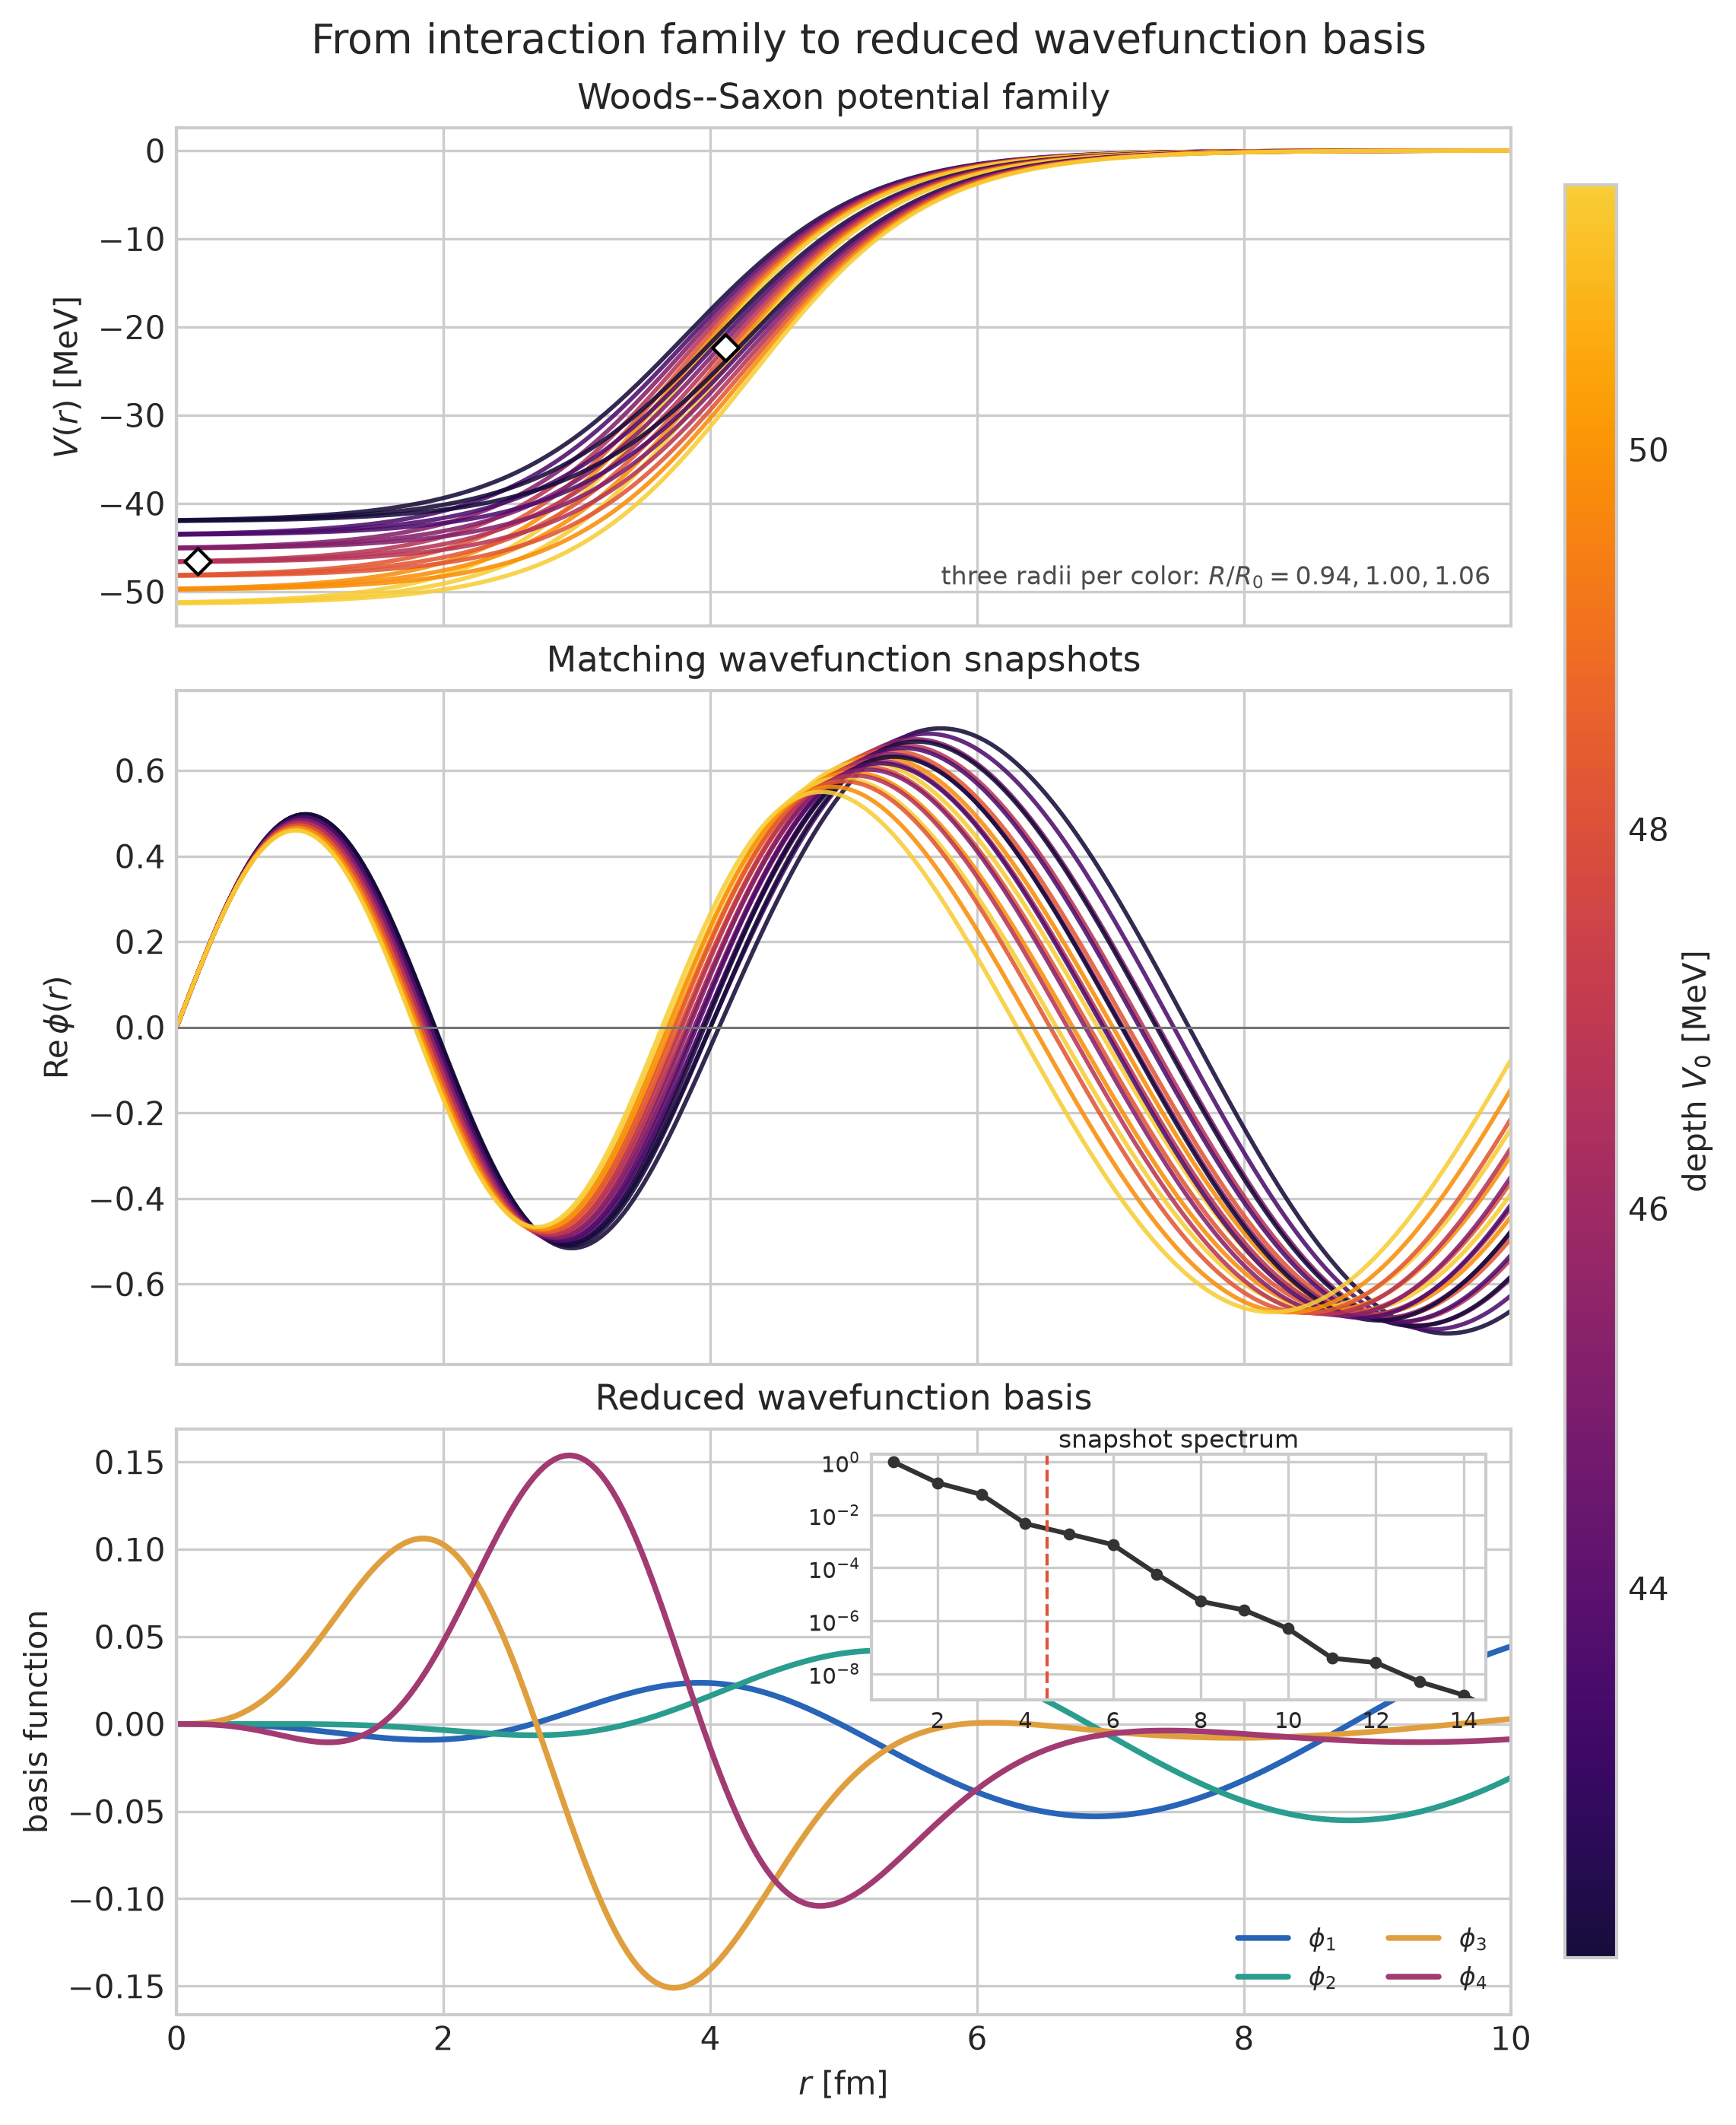 From interaction family to reduced wavefunction basis
Woods--Saxon potential family
0
−10
−20
−30
−40
−50
V(r) [MeV]
three radii per color: R/R₀ = 0.94, 1.00, 1.06
Matching wavefunction snapshots
0.6
0.4
0.2
0.0
−0.2
−0.4
−0.6
Re ϕ(r)
Reduced wavefunction basis
0.15
0.10
0.05
0.00
−0.05
−0.10
−0.15
basis function
snapshot spectrum
10⁰
10⁻²
10⁻⁴
10⁻⁶
10⁻⁸
2 4 6 8 10 12 14
ϕ₁ ϕ₃
ϕ₂ ϕ₄
0 2 4 6 8 10
r [fm]
50
48
46
44
depth V₀ [MeV]